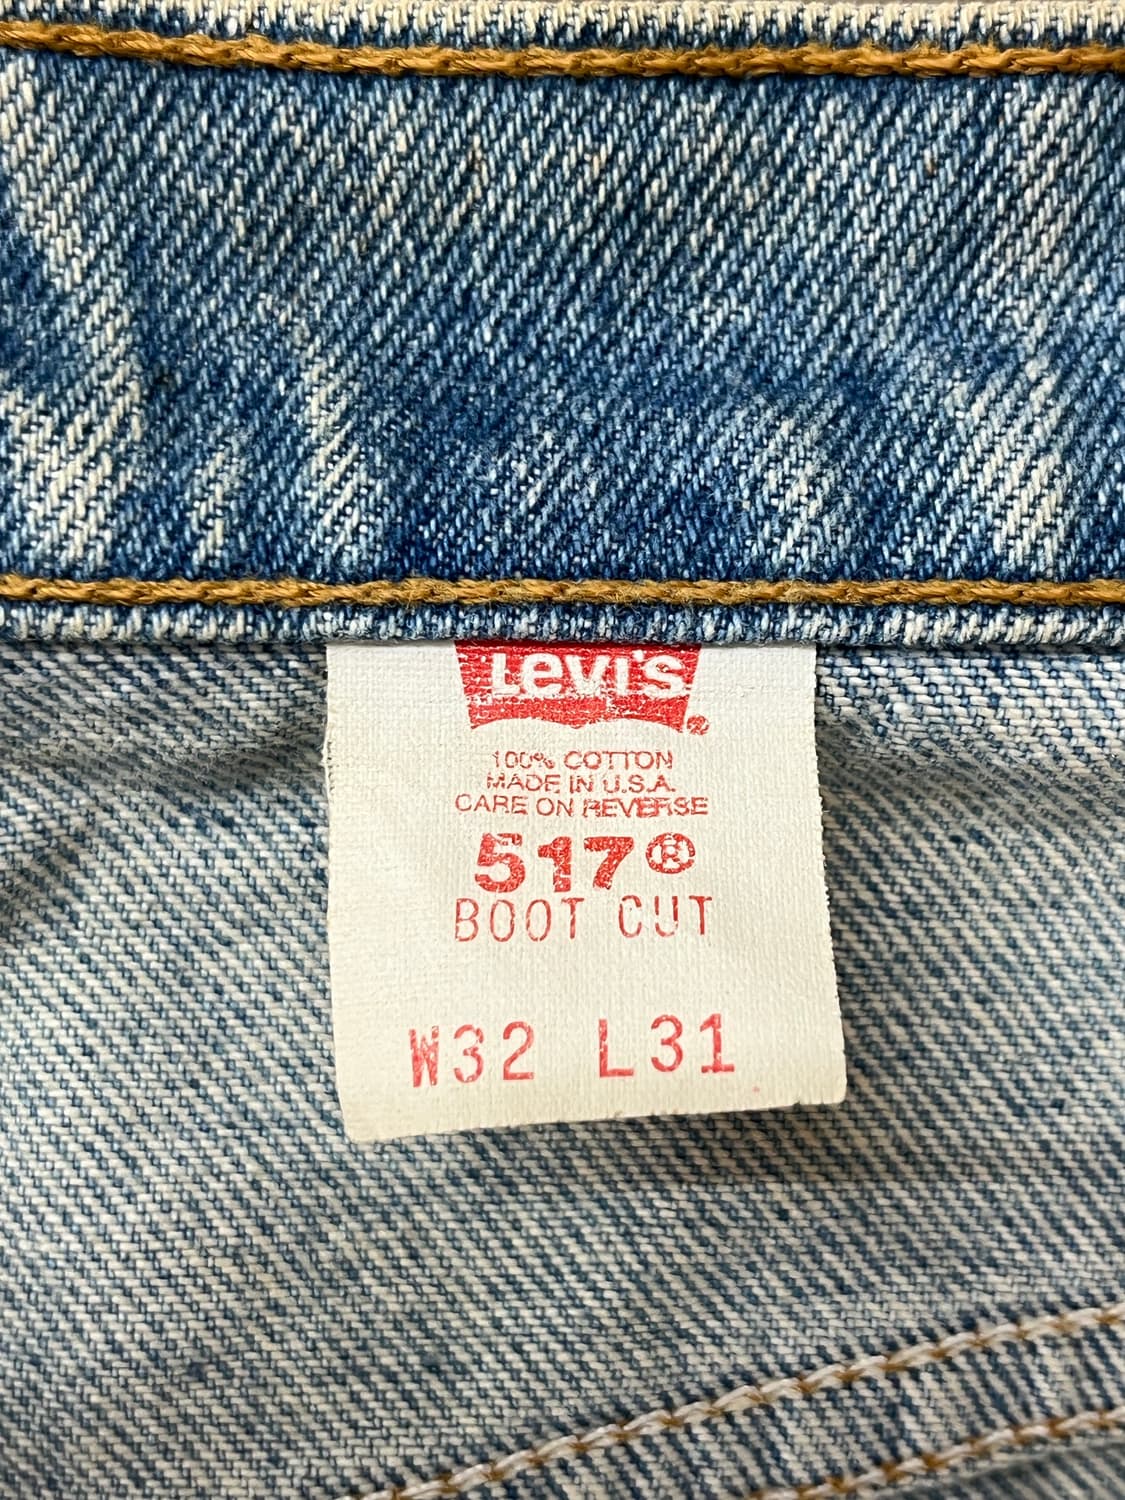 Levi's®
100% COTTON
MADE IN U.S.A.
CARE ON REVERSE
517®
BOOT CUT
W32 L31